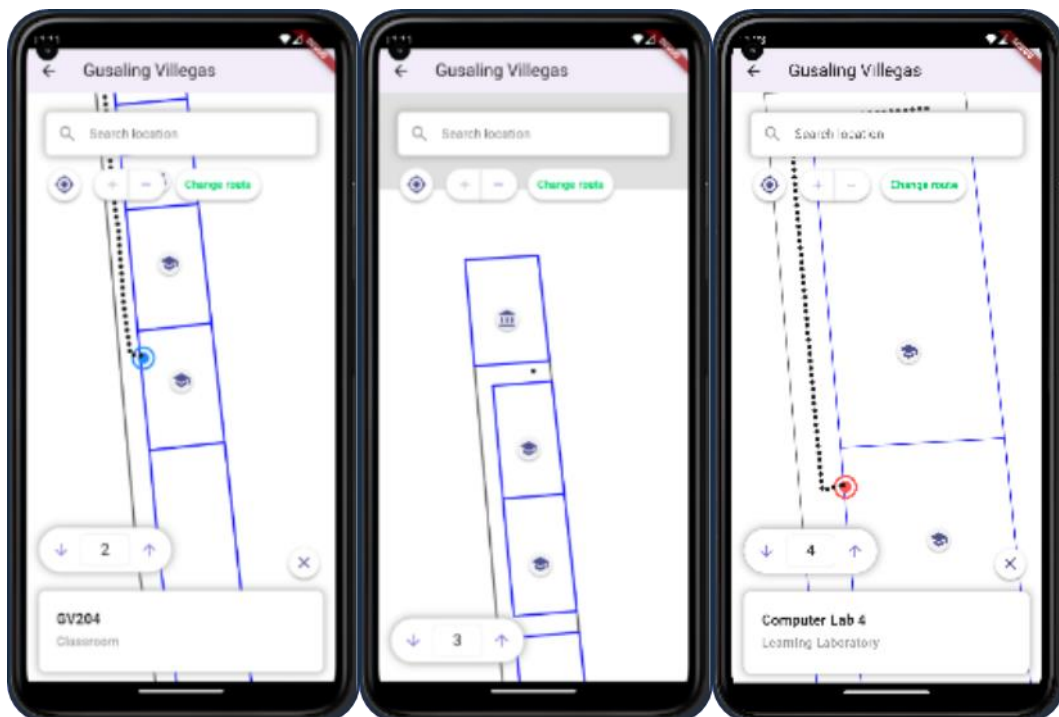 Gusaling Villegas
Search location
Change route
2
GV204
Classroom
Gusaling Villegas
Search location
Change route
3
Gusaling Villegas
Search location
Change route
4
Computer Lab 4
Learning Laboratory